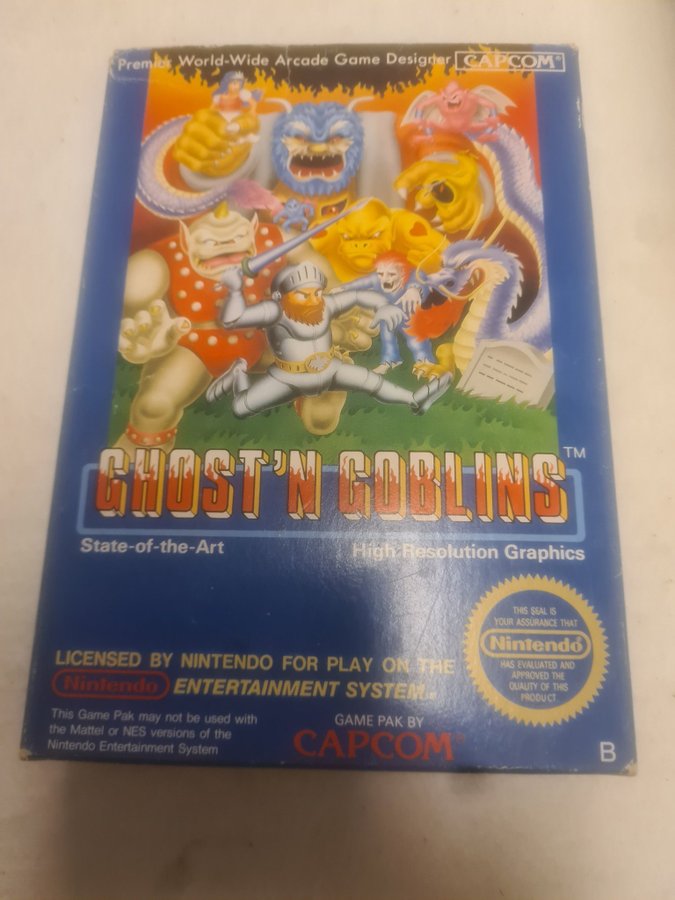 Premier World-Wide Arcade Game Designer CAPCOM®
GHOST'N GOBLINS TM
State-of-the-Art High Resolution Graphics
THIS SEAL IS
YOUR ASSURANCE THAT
Nintendo®
HAS EVALUATED AND
APPROVED THE
QUALITY OF THIS
PRODUCT
LICENSED BY NINTENDO FOR PLAY ON THE
Nintendo ENTERTAINMENT SYSTEM®
This Game Pak may not be used with
the Mattel or NES versions of the
Nintendo Entertainment System
GAME PAK BY
CAPCOM®
B